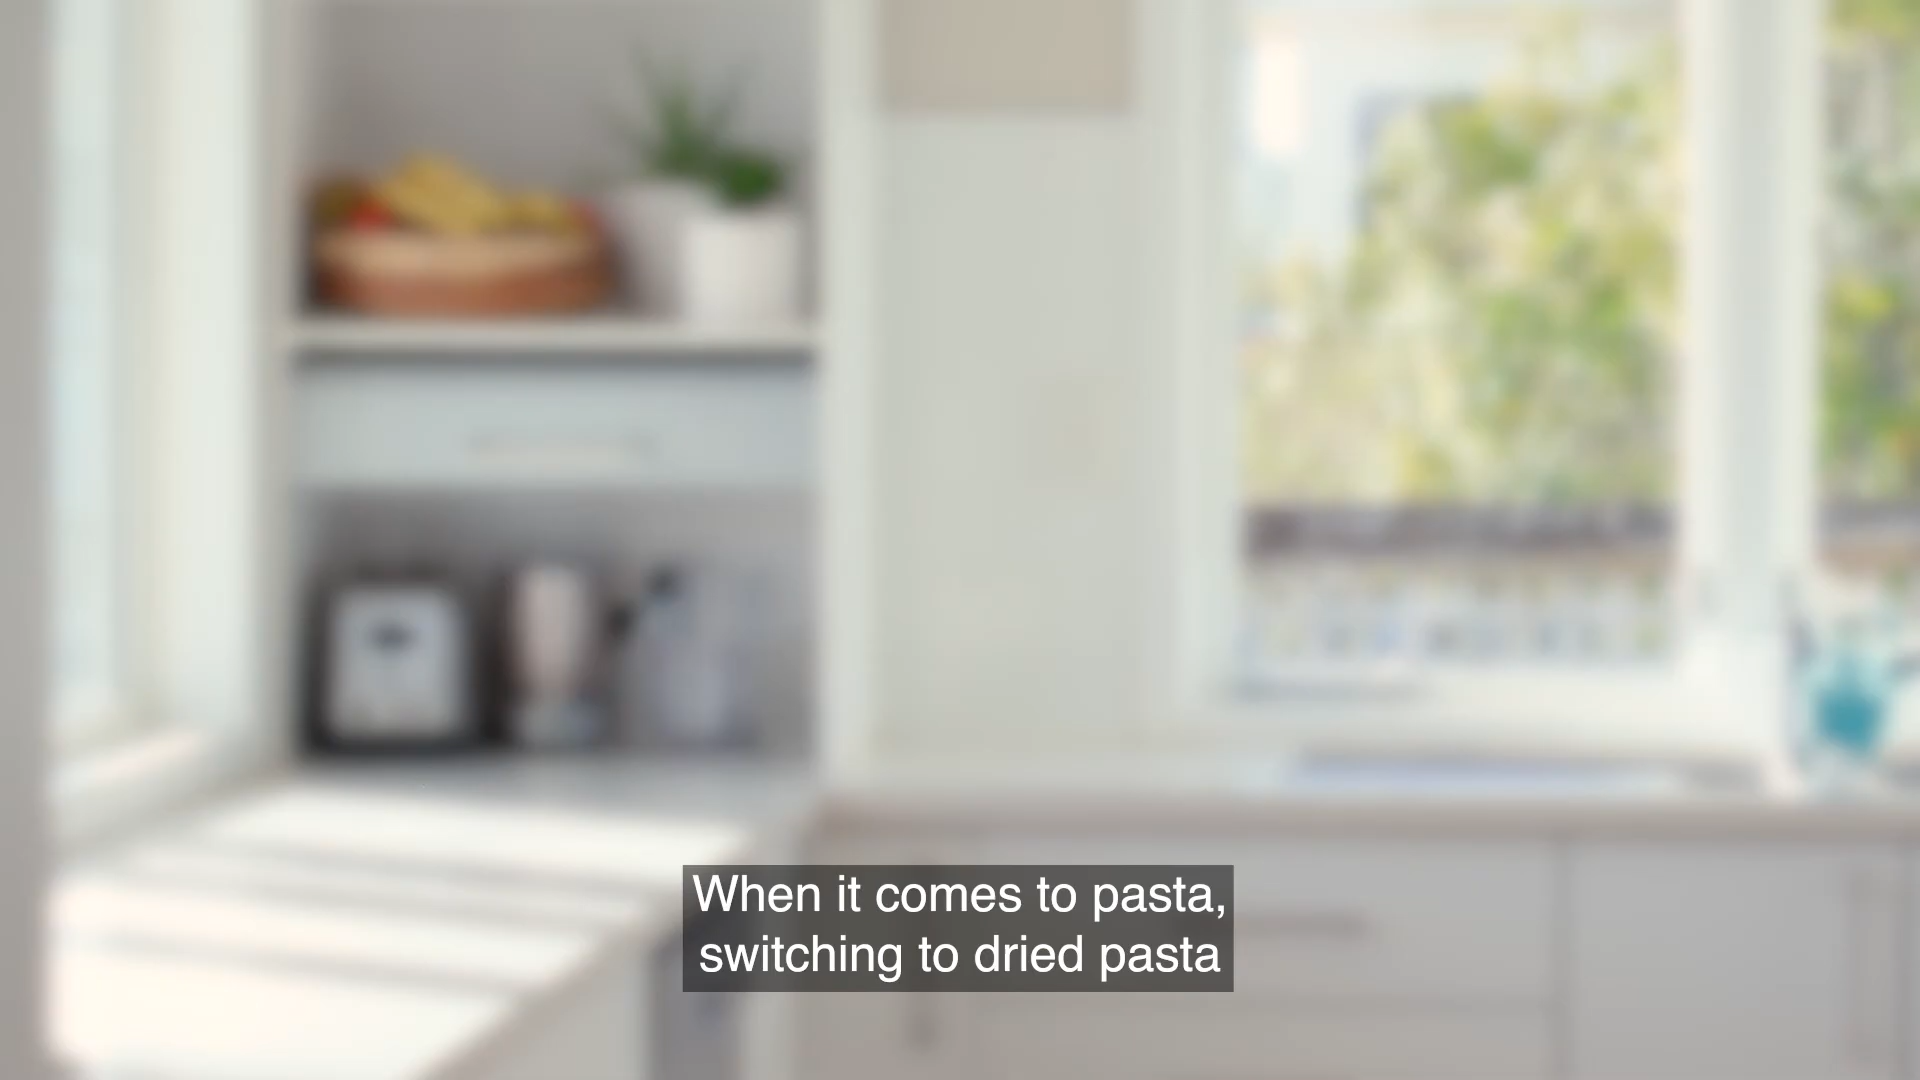 When it comes to pasta,
switching to dried pasta